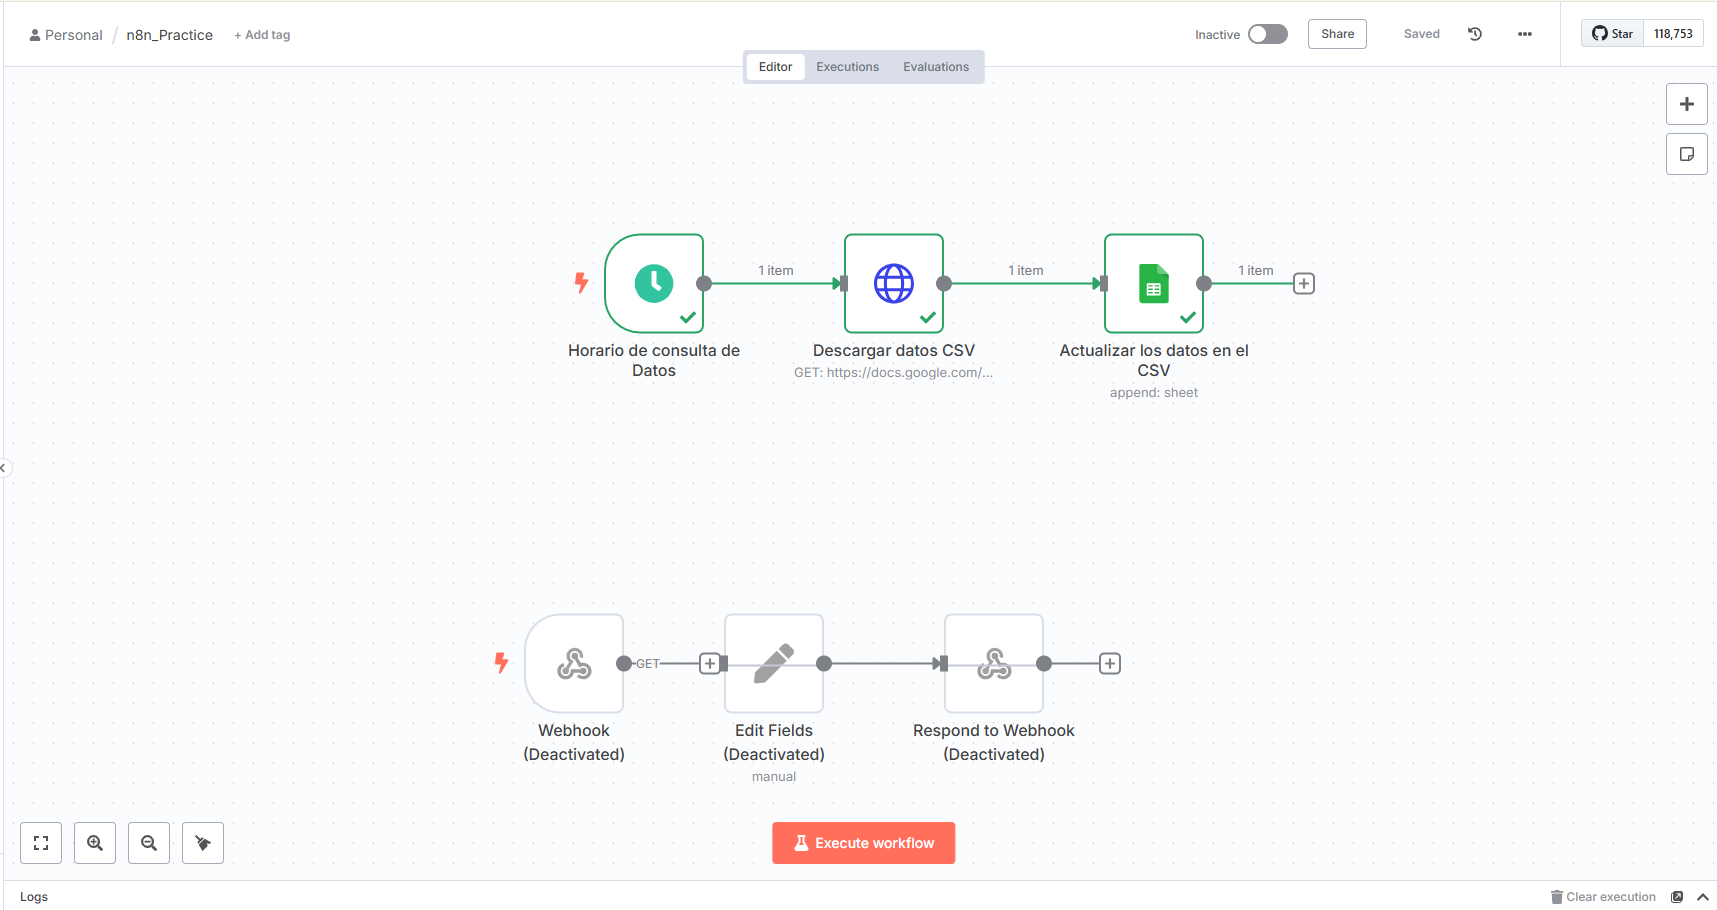 Personal / n8n_Practice + Add tag
Inactive Share Saved Star 118,753
Editor Executions Evaluations
1 item 1 item 1 item
Horario de consulta de
Datos
Descargar datos CSV
GET: https://docs.google.com/...
Actualizar los datos en el
CSV
append: sheet
GET
Webhook
(Deactivated)
Edit Fields
(Deactivated)
manual
Respond to Webhook
(Deactivated)
Execute workflow
Logs Clear execution